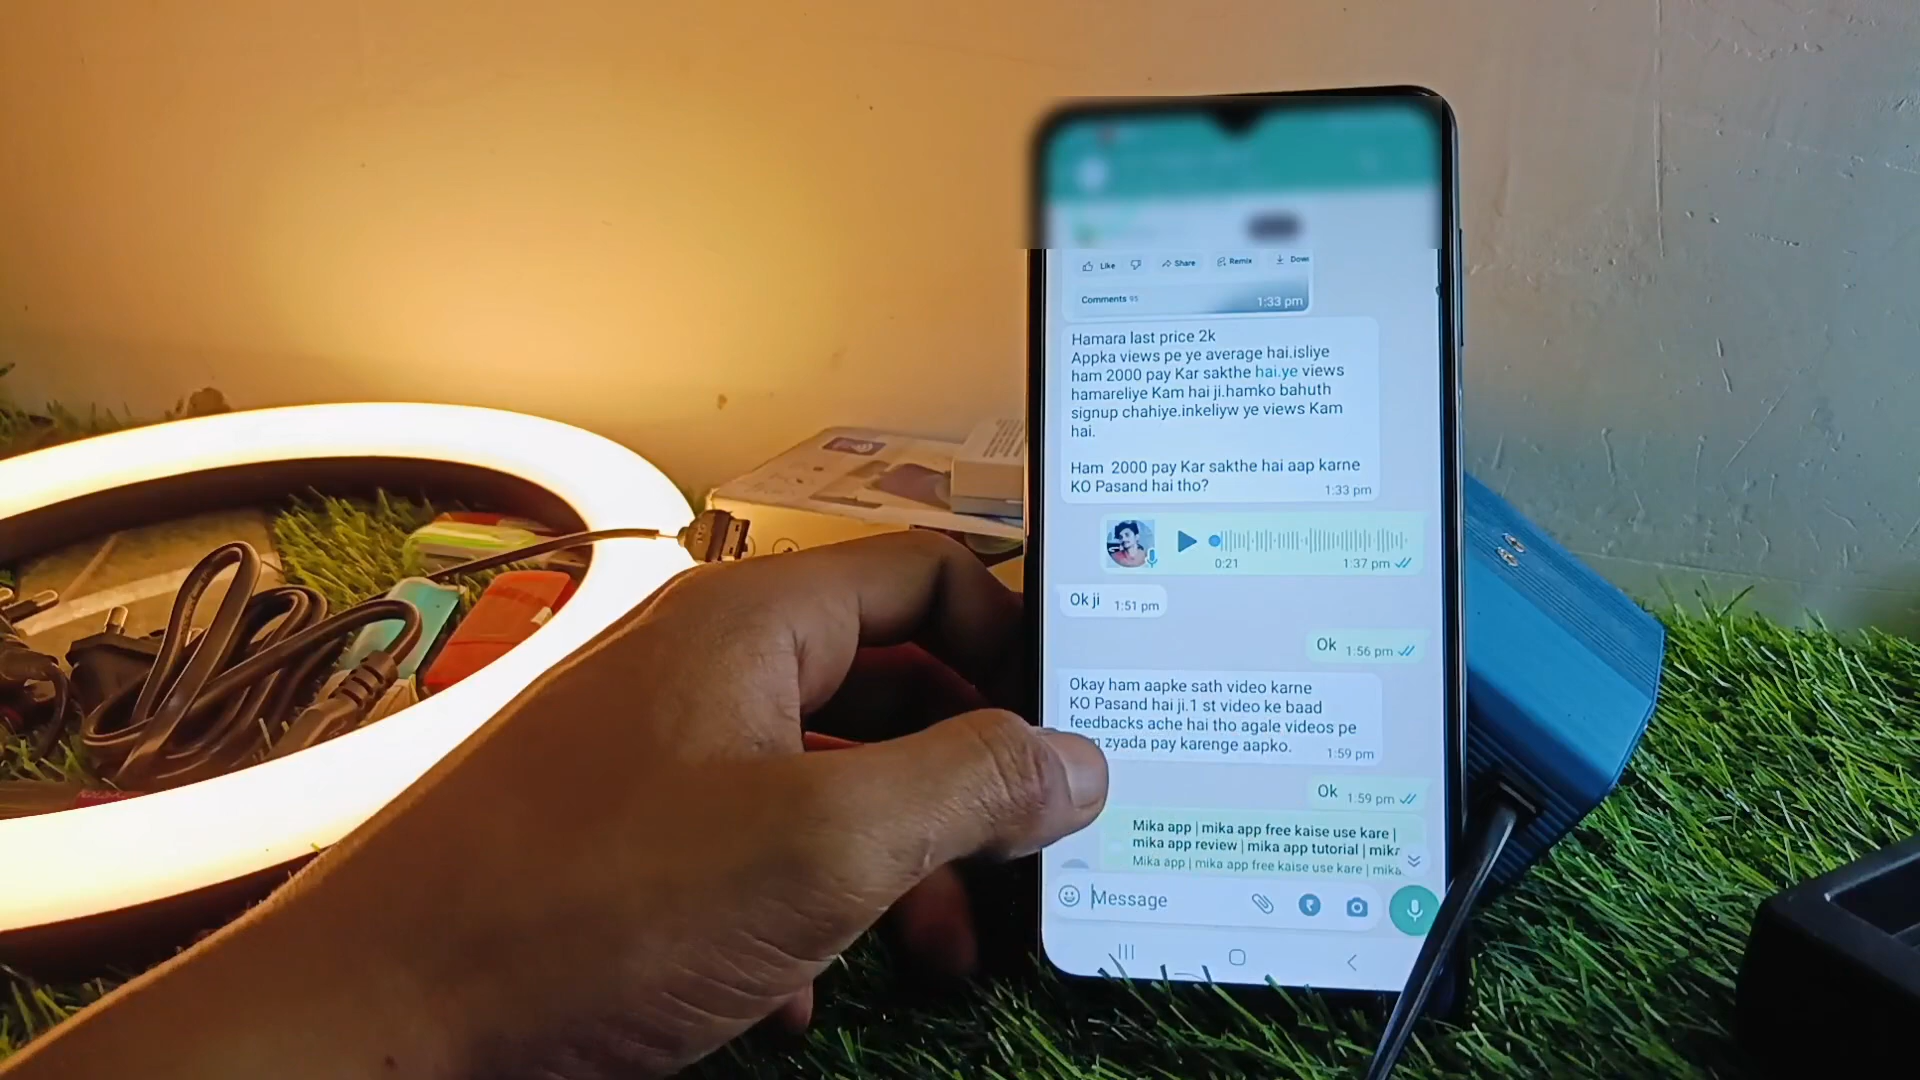 Like Share Remix Down
Comments 95
1:33 pm
Hamara last price 2k
Appka views pe ye average hai.isliye
ham 2000 pay Kar sakthe hai.ye views
hamareliye Kam hai ji.hamko bahuth
signup chahiye.inkeliyw ye views Kam
hai.
Ham 2000 pay Kar sakthe hai aap karne
KO Pasand hai tho?
1:33 pm
0:21 1:37 pm
Ok ji 1:51 pm
Ok 1:56 pm
Okay ham aapke sath video karne
KO Pasand hai ji.1 st video ke baad
feedbacks ache hai tho agale videos pe
zyada pay karenge aapko. 1:59 pm
Ok 1:59 pm
Mika app | mika app free kaise use kare |
mika app review | mika app tutorial | mika
Mika app | mika app free kaise use kare | mika
Message